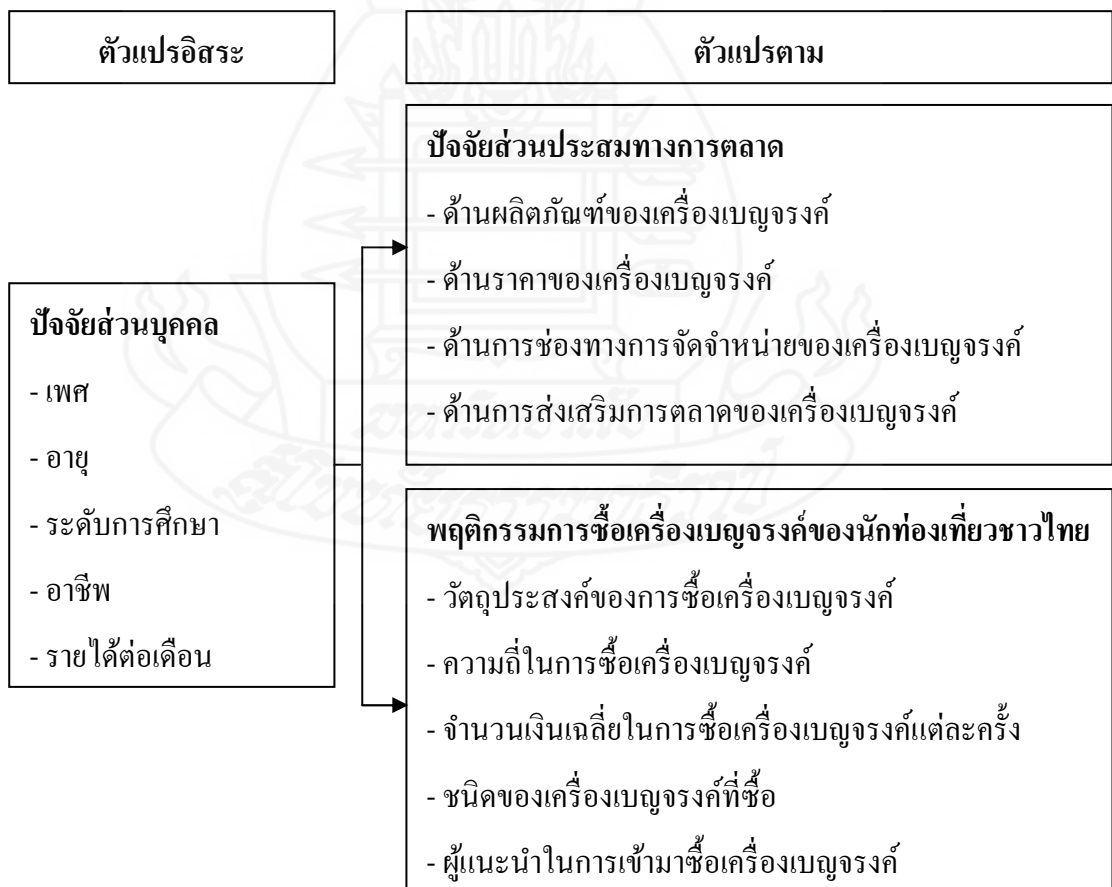 ตัวแปรอิสระ
ตัวแปรตาม
ปัจจัยส่วนบุคคล
- เพศ
- อายุ
- ระดับการศึกษา
- อาชีพ
- รายได้ต่อเดือน
ปัจจัยส่วนประสมทางการตลาด
- ด้านผลิตภัณฑ์ของเครื่องเบญจรงค์
- ด้านราคาของเครื่องเบญจรงค์
- ด้านการช่องทางการจัดจำหน่ายของเครื่องเบญจรงค์
- ด้านการส่งเสริมการตลาดของเครื่องเบญจรงค์
พฤติกรรมการซื้อเครื่องเบญจรงค์ของนักท่องเที่ยวชาวไทย
- วัตถุประสงค์ของการซื้อเครื่องเบญจรงค์
- ความถี่ในการซื้อเครื่องเบญจรงค์
- จำนวนเงินเฉลี่ยในการซื้อเครื่องเบญจรงค์แต่ละครั้ง
- ชนิดของเครื่องเบญจรงค์ที่ซื้อ
- ผู้แนะนำในการเข้ามาซื้อเครื่องเบญจรงค์